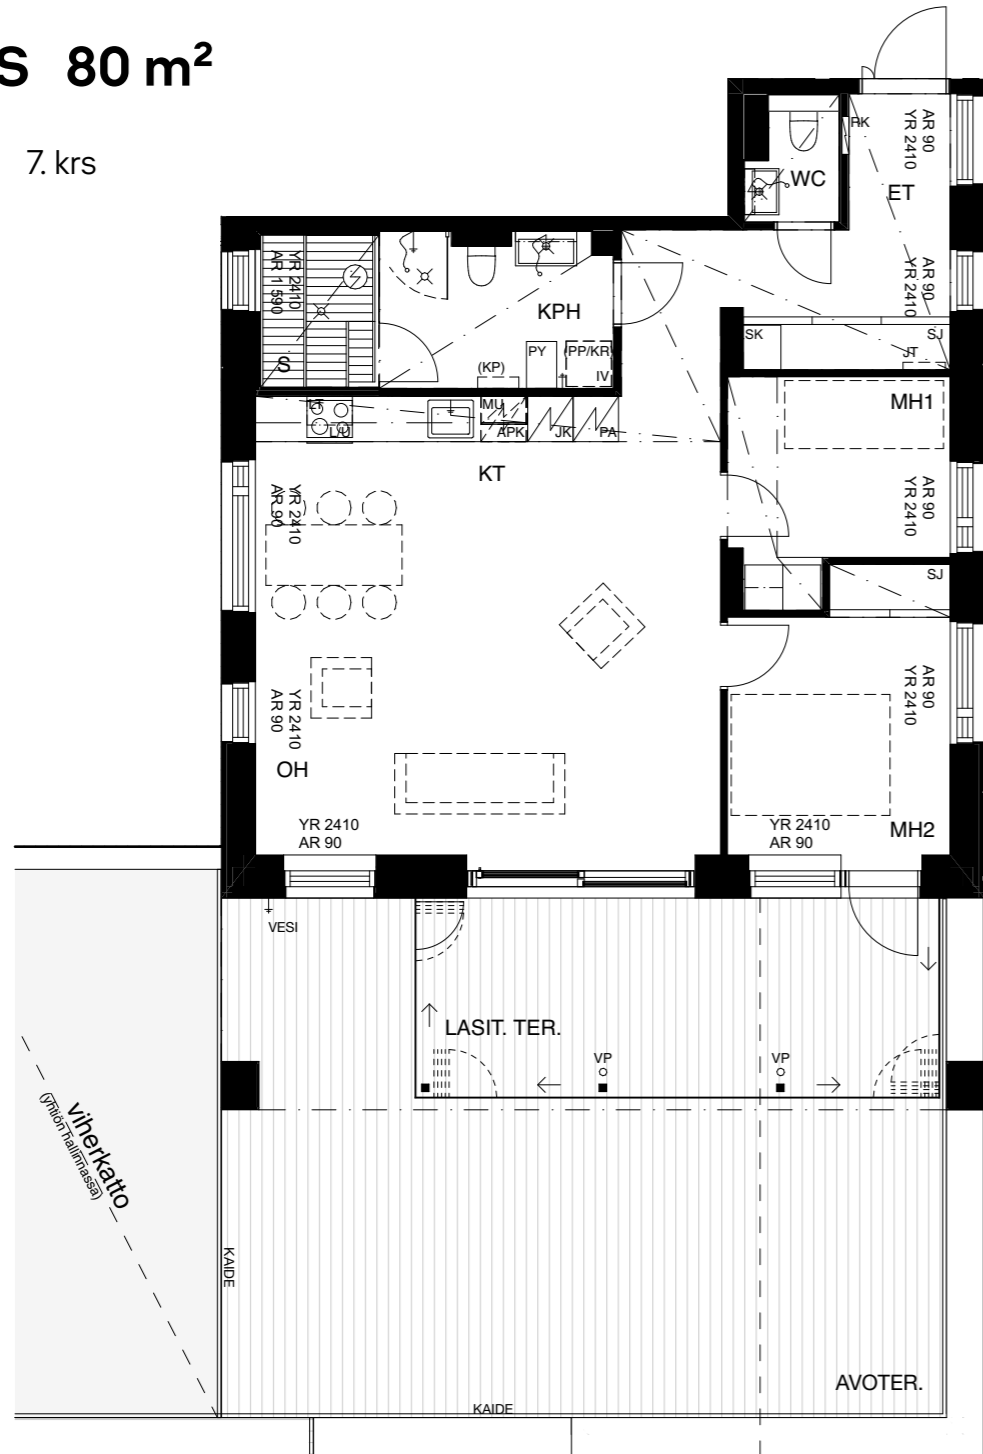 S 80 m²
7. krs
RK
AR 90
YR 2410
WC
ET
YR 2410
AR 1590
AR 90
YR 2410
KPH
S
SK
SJ
JT
PY
(PP/KR)
(KP)
IV
MH1
LT
L/U
MU
APK
JK
PA
KT
YR 2410
AR 90
AR 90
YR 2410
SJ
YR 2410
AR 90
AR 90
YR 2410
OH
YR 2410
AR 90
YR 2410
AR 90
MH2
VESI
LASIT. TER.
VP
VP
viherkatto
(yhtiön hallinnassa)
KAIDE
AVOTER.
KAIDE